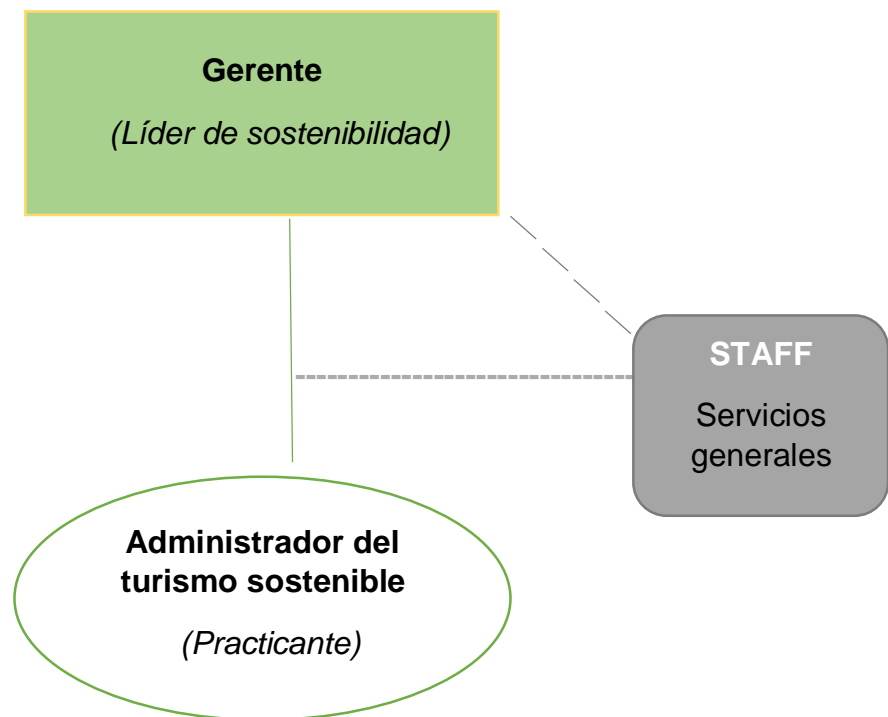 Gerente
(Líder de sostenibilidad)
STAFF
Servicios
generales
Administrador del
turismo sostenible
(Practicante)